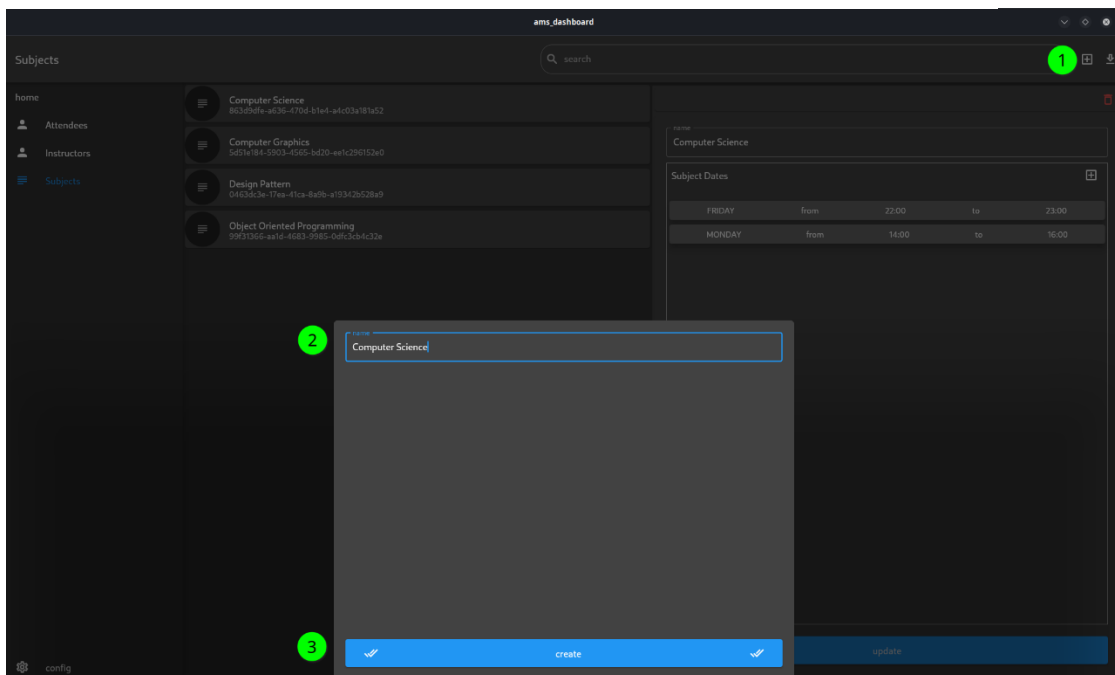 ams_dashboard
Subjects
search
1
home
Attendees
Instructors
Subjects
Computer Science
863d9dfe-a636-470d-b1e4-a4c03a181a52
Computer Graphics
5d51e184-5903-4565-bd20-ee1c296152e0
Design Pattern
0463dc3e-17ea-41ca-8a9b-a19342b528a9
Object Oriented Programming
99f31366-aa1d-4683-9985-0dfc3cb4c32e
name
Computer Science
Subject Dates
FRIDAY from 22:00 to 23:00
MONDAY from 14:00 to 16:00
2
name
Computer Science
3
create
update
config